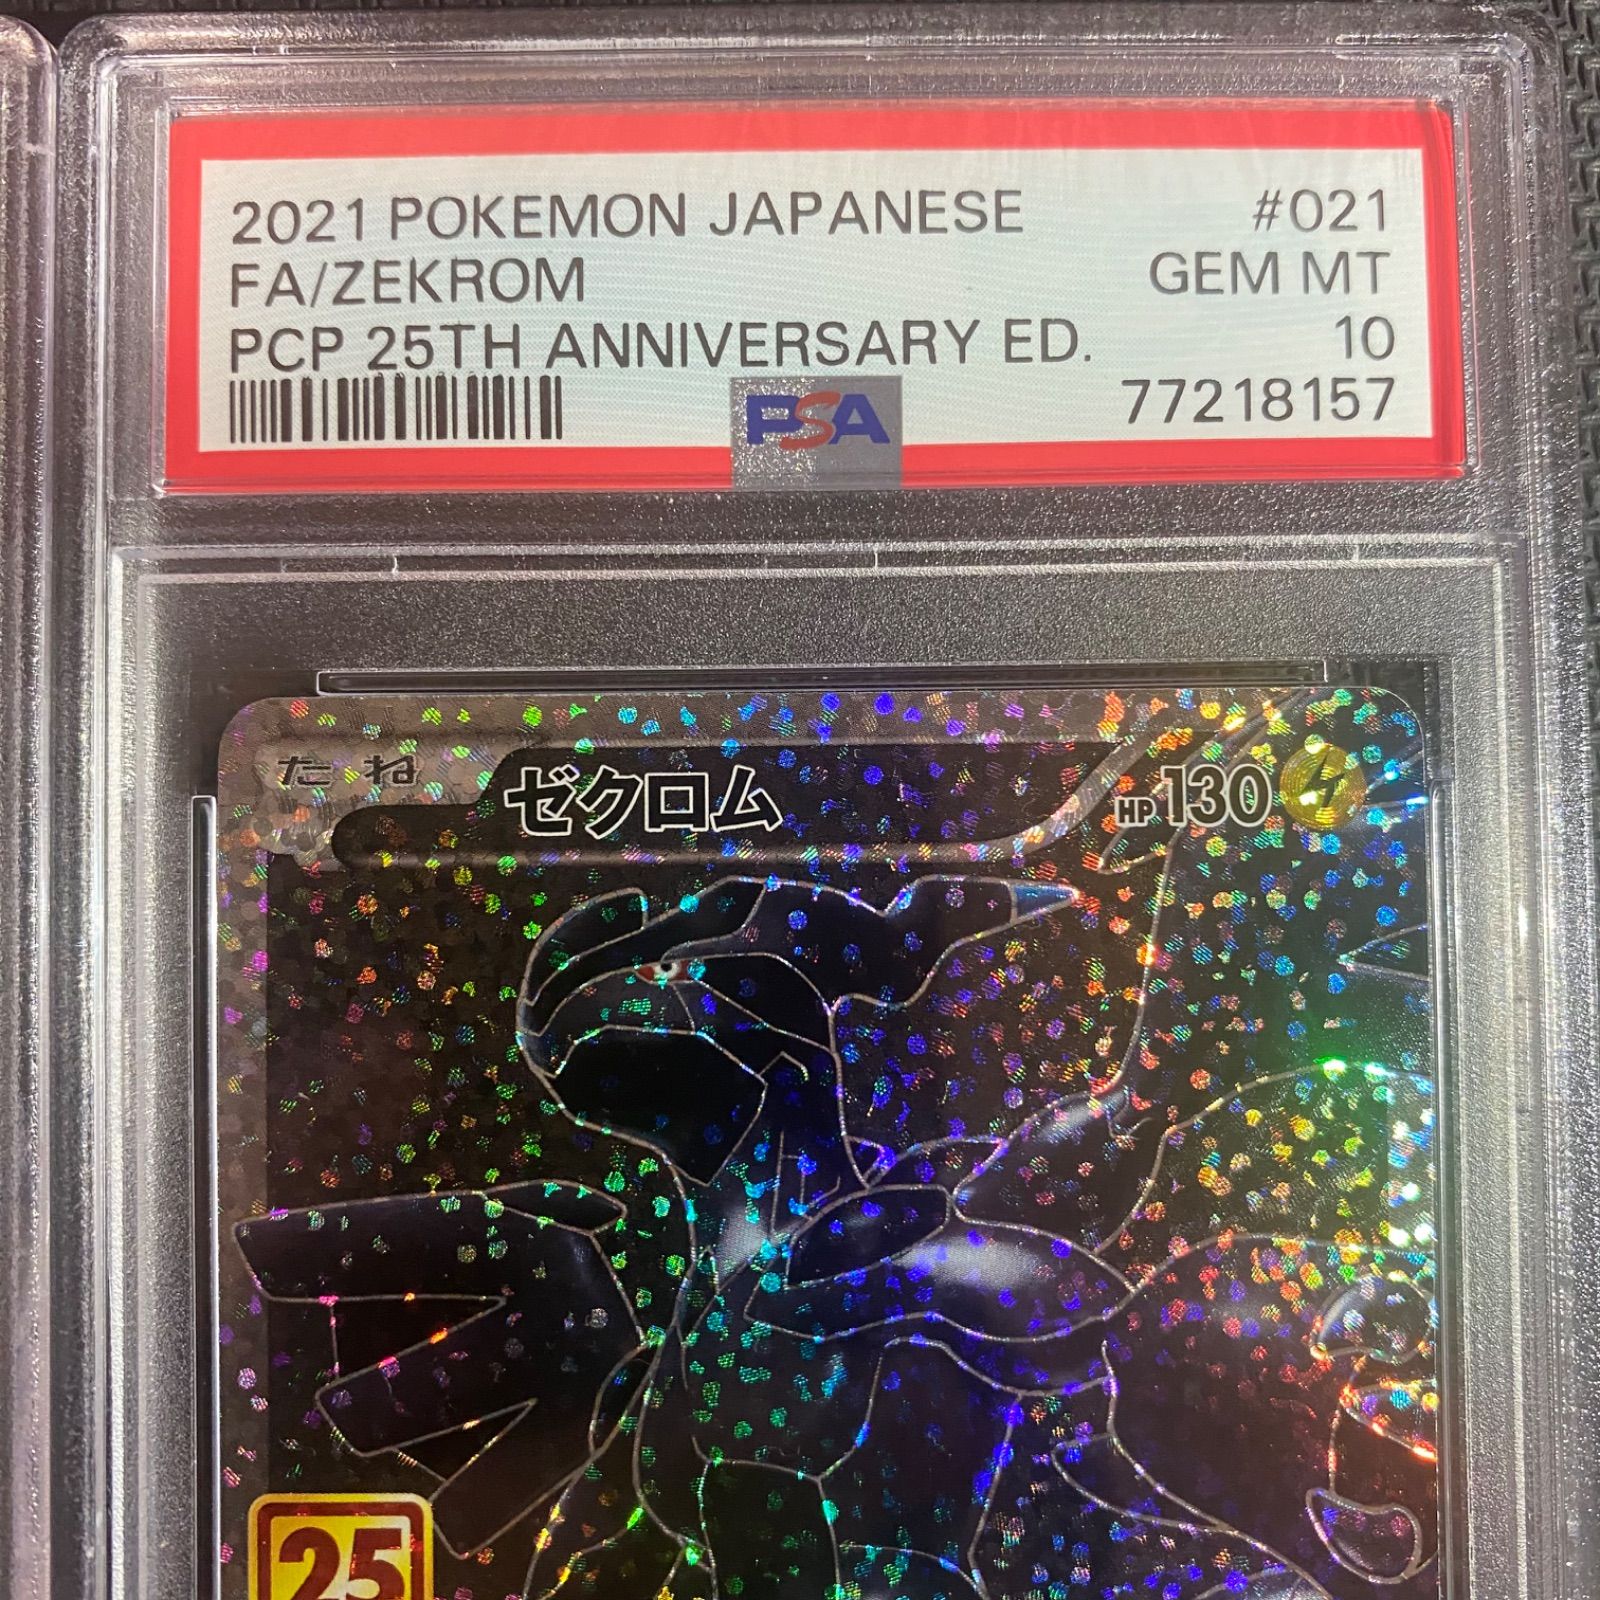 2021 POKEMON JAPANESE #021
FA/ZEKROM GEM MT
PCP 25TH ANNIVERSARY ED. 10
PSA 77218157
たね ゼクロム HP130
25